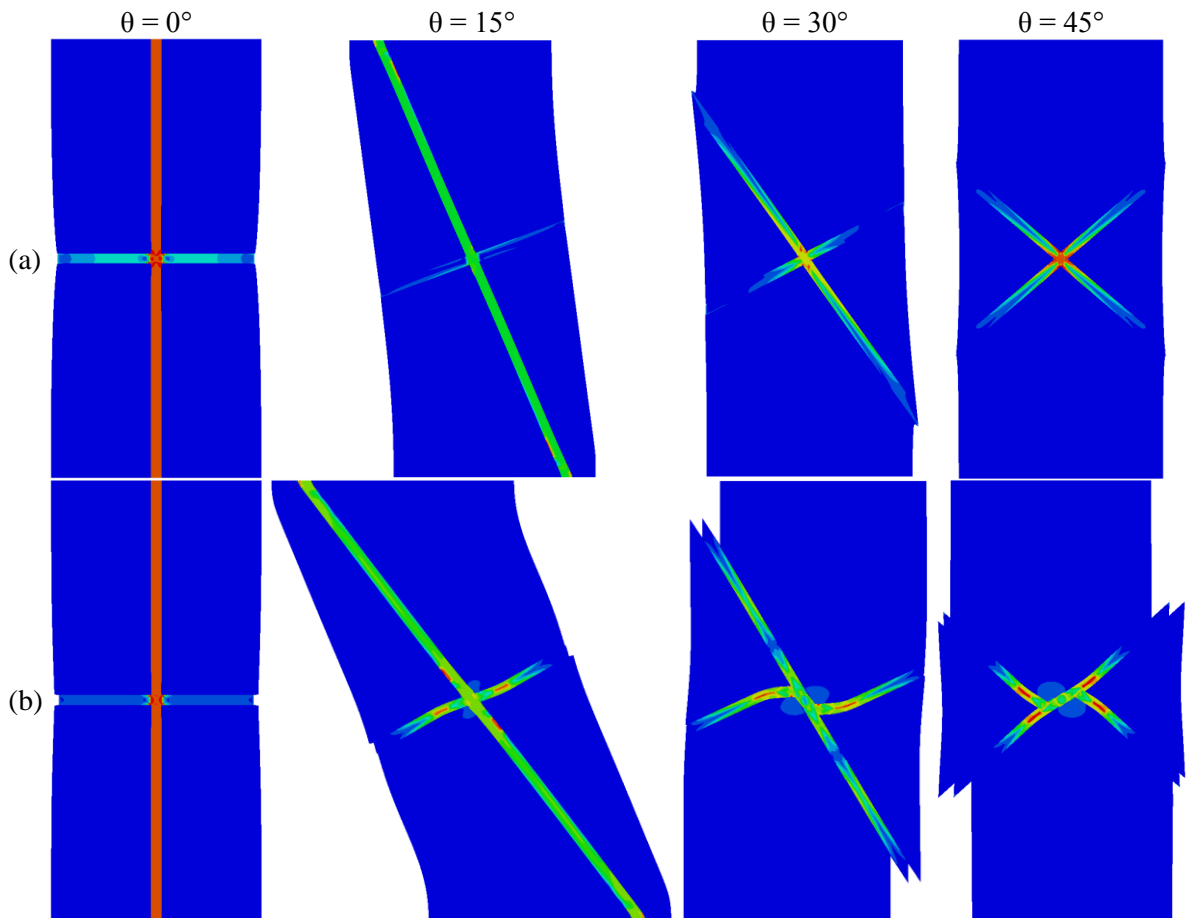 θ = 0° θ = 15° θ = 30° θ = 45°
(a)
(b)